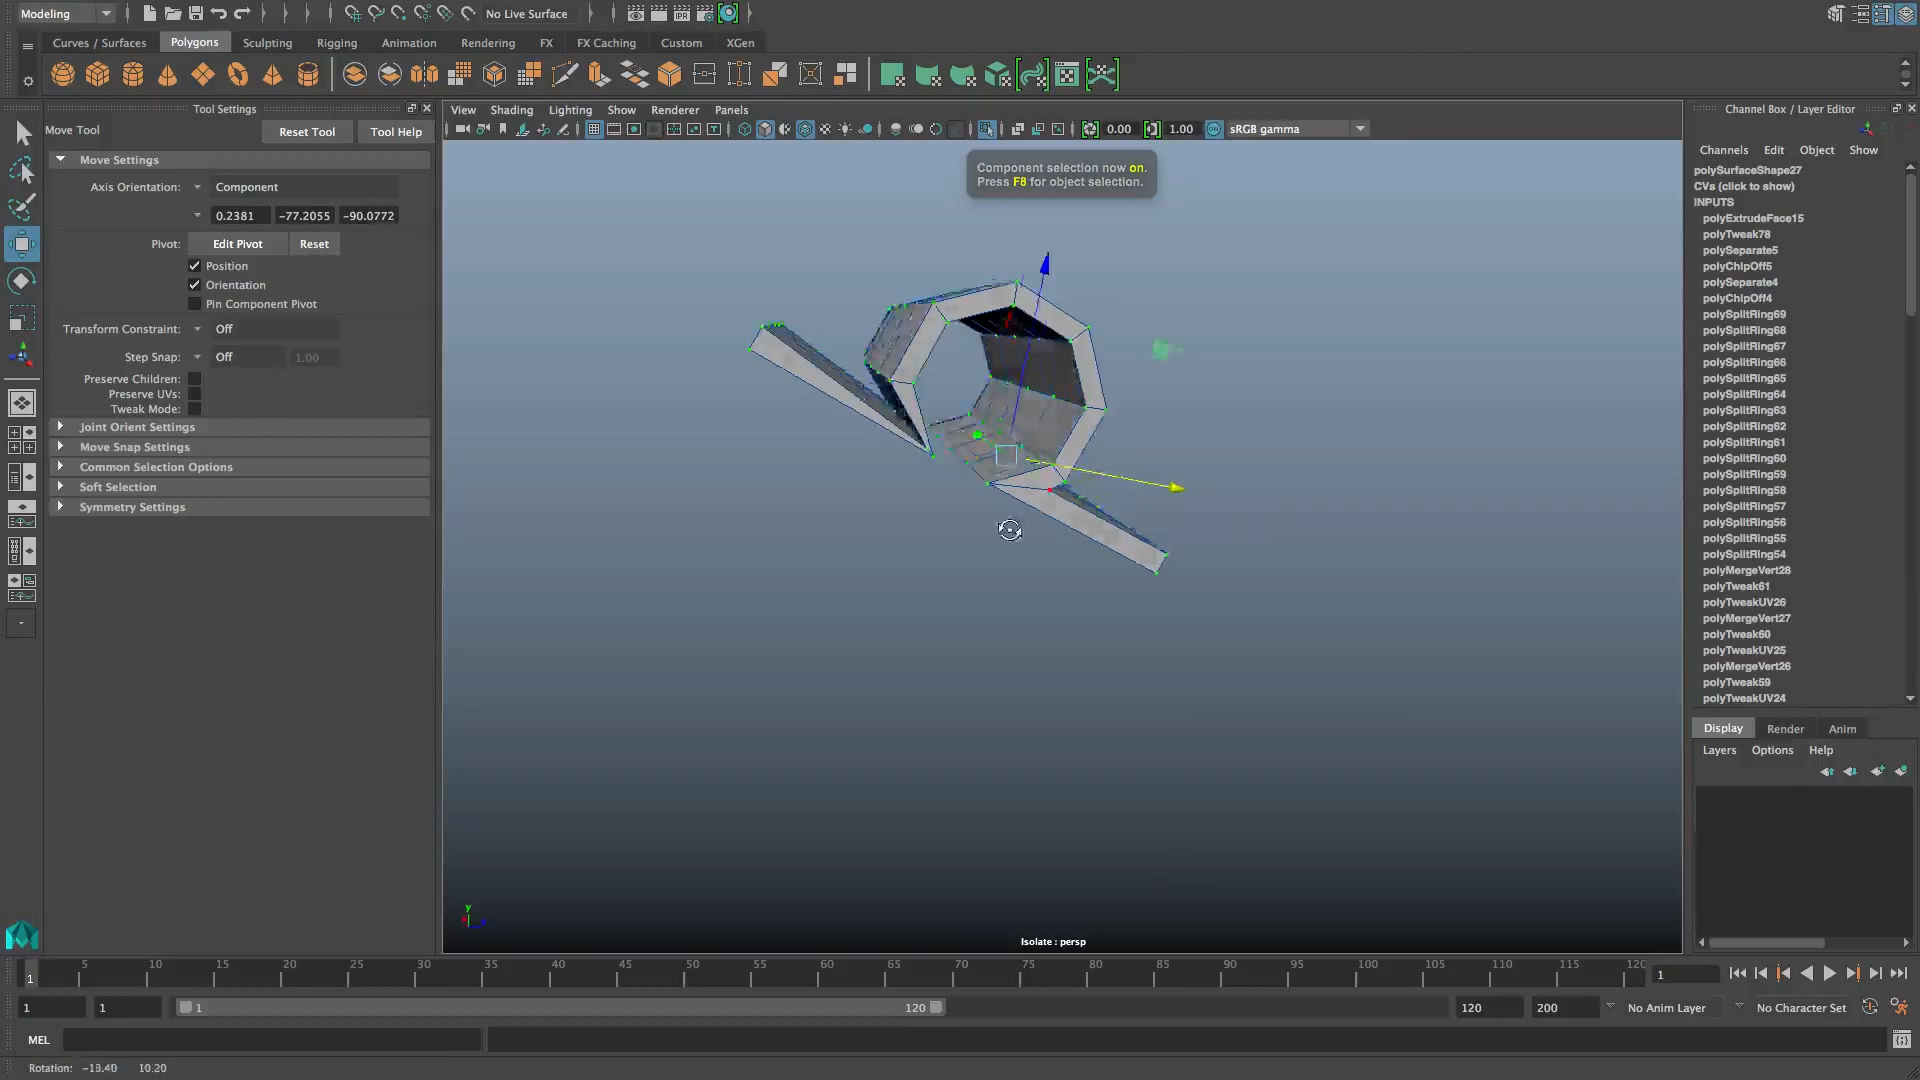 Modeling
No Live Surface
Curves / Surfaces Polygons Sculpting Rigging Animation Rendering FX FX Caching Custom XGen
Tool Settings
Move Tool Reset Tool Tool Help
Move Settings
Axis Orientation: Component
0.2381 -77.2055 -90.0772
Pivot: Edit Pivot Reset
Position
Orientation
Pin Component Pivot
Transform Constraint: Off
Step Snap: Off 1.00
Preserve Children:
Preserve UVs:
Tweak Mode:
Joint Orient Settings
Move Snap Settings
Common Selection Options
Soft Selection
Symmetry Settings
View Shading Lighting Show Renderer Panels
0.00 1.00 sRGB gamma
Component selection now on.
Press F8 for object selection.
y
Isolate : persp
Channel Box / Layer Editor
Channels Edit Object Show
polySurfaceShape27
CVs (click to show)
INPUTS
polyExtrudeFace15
polyTweak78
polySeparate5
polyChipOff5
polySeparate4
polyChipOff4
polySplitRing69
polySplitRing68
polySplitRing67
polySplitRing66
polySplitRing65
polySplitRing64
polySplitRing63
polySplitRing62
polySplitRing61
polySplitRing60
polySplitRing59
polySplitRing58
polySplitRing57
polySplitRing56
polySplitRing55
polySplitRing54
polyMergeVert28
polyTweak61
polyTweakUV26
polyMergeVert27
polyTweak60
polyTweakUV25
polyMergeVert26
polyTweak59
polyTweakUV24
Display Render Anim
Layers Options Help
1 5 10 15 20 25 30 35 40 45 50 55 60 65 70 75 80 85 90 95 100 105 110 115 120 1
1 1 1 120 120 200 No Anim Layer No Character Set
MEL
Rotation: -18.40 10.20